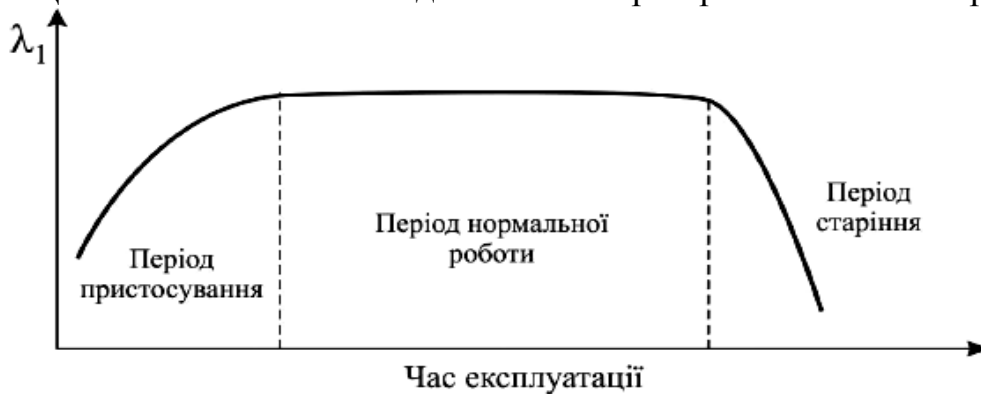 λ₁
Період
пристосування
Період нормальної
роботи
Період
старіння
Час експлуатації